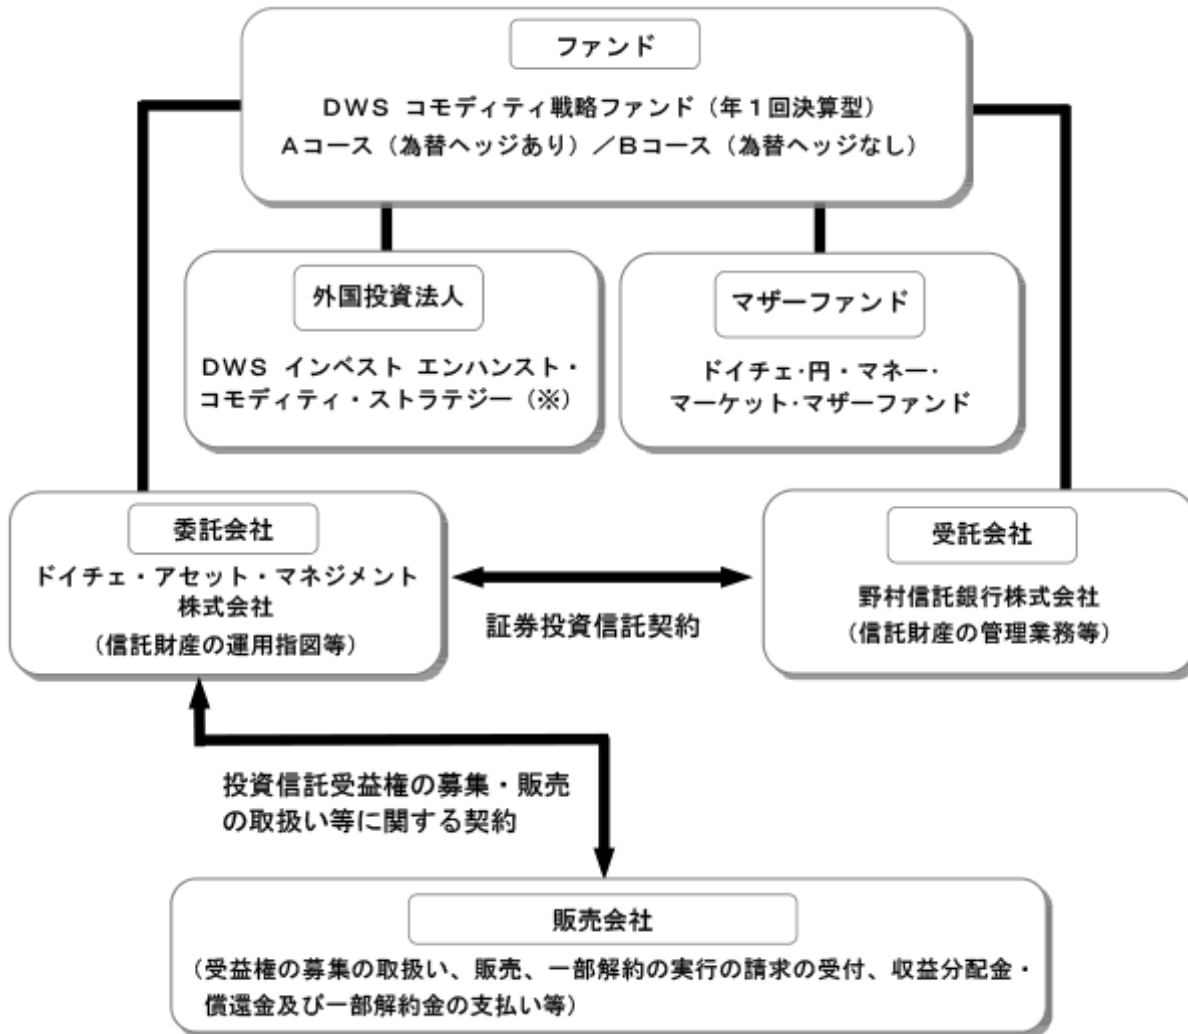 ファンド
DWS コモディティ戦略ファンド（年１回決算型）
Aコース（為替ヘッジあり）／Bコース（為替ヘッジなし）
外国投資法人
DWS インベスト エンハンスト・
コモディティ・ストラテジー（※）
マザーファンド
ドイチェ・円・マネー・
マーケット・マザーファンド
委託会社
ドイチェ・アセット・マネジメント
株式会社
（信託財産の運用指図等）
証券投資信託契約
受託会社
野村信託銀行株式会社
（信託財産の管理業務等）
投資信託受益権の募集・販売
の取扱い等に関する契約
販売会社
（受益権の募集の取扱い、販売、一部解約の実行の請求の受付、収益分配金・
償還金及び一部解約金の支払い等）